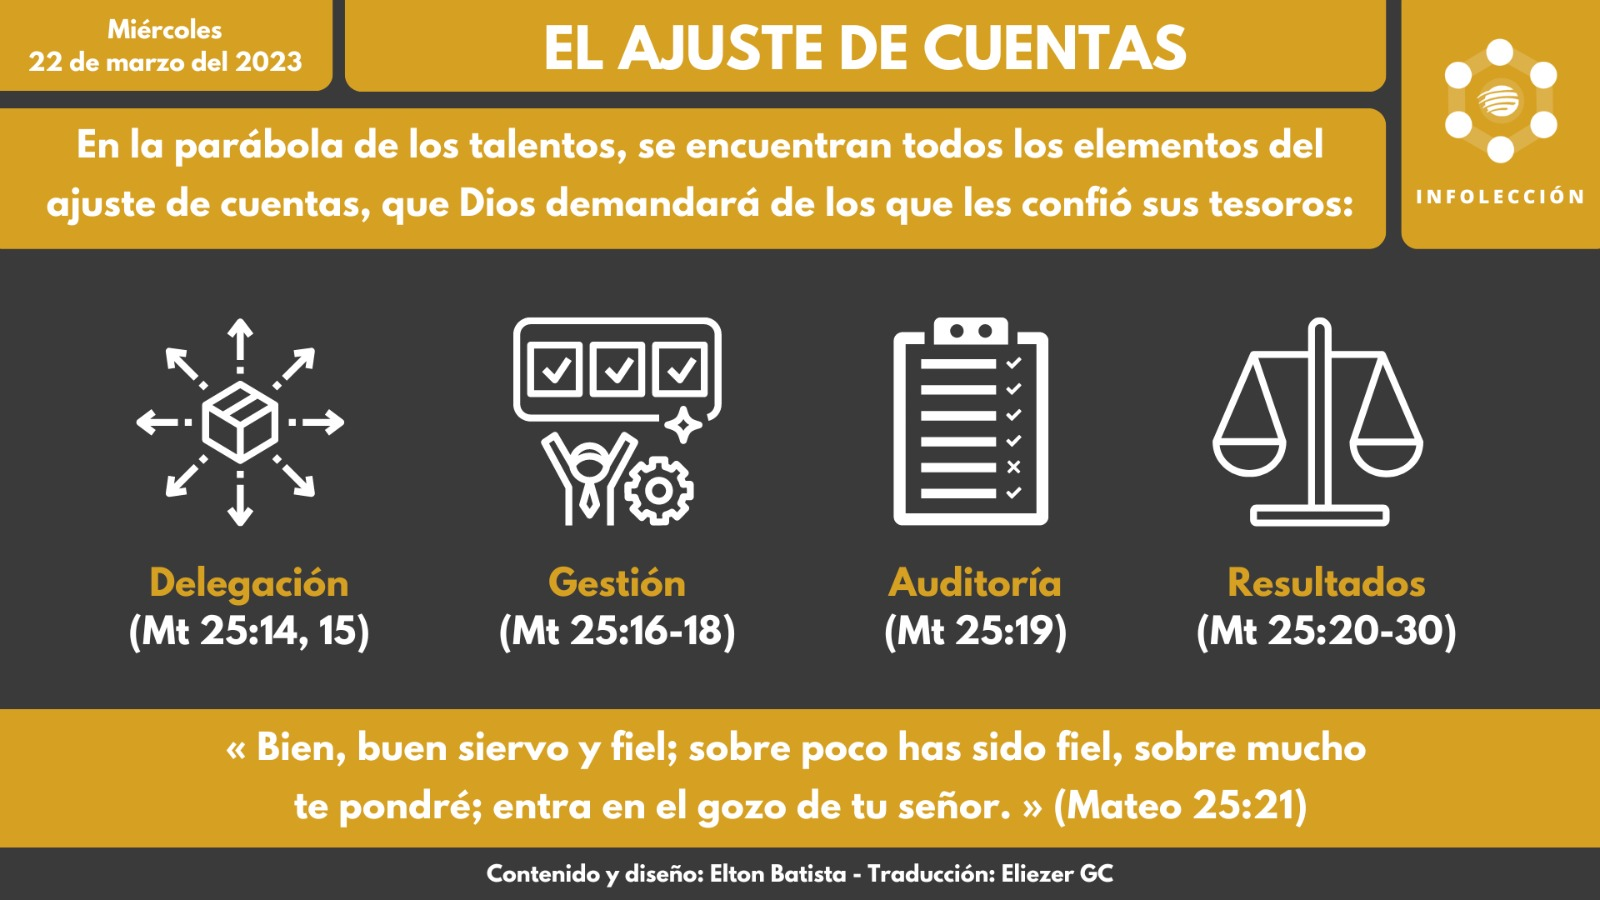 Miércoles
22 de marzo del 2023
EL AJUSTE DE CUENTAS
INFOLECCIÓN
En la parábola de los talentos, se encuentran todos los elementos del
ajuste de cuentas, que Dios demandará de los que les confió sus tesoros:
Delegación
(Mt 25:14, 15)
Gestión
(Mt 25:16-18)
Auditoría
(Mt 25:19)
Resultados
(Mt 25:20-30)
« Bien, buen siervo y fiel; sobre poco has sido fiel, sobre mucho
te pondré; entra en el gozo de tu señor. » (Mateo 25:21)
Contenido y diseño: Elton Batista - Traducción: Eliezer GC